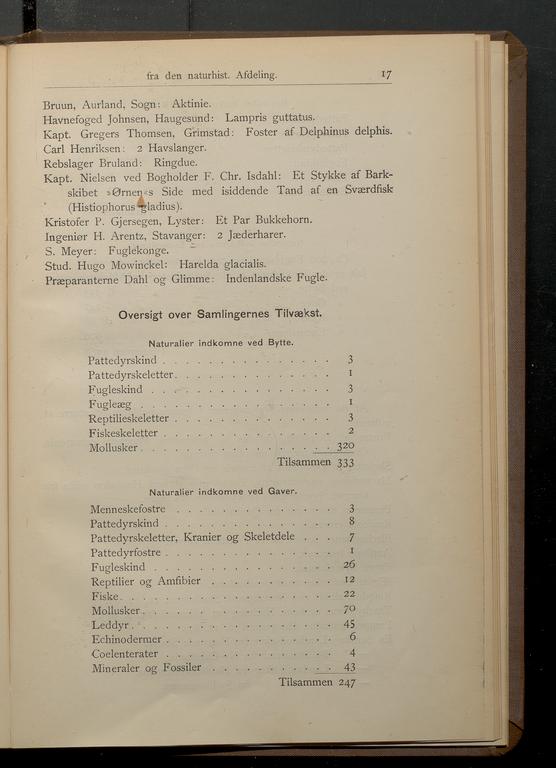 fra den naturhist. Afdeling. 17
Bruun, Aurland, Sogn: Aktinie.
Havnefoged Johnsen, Haugesund: Lampris guttatus.
Kapt. Gregers Thomsen, Grimstad: Foster af Delphinus delphis.
Carl Henriksen: 2 Havslanger.
Rebslager Bruland: Ringdue.
Kapt. Nielsen ved Bogholder F. Chr. Isdahl: Et Stykke af Bark-
skibet »Ørnen«s Side med isiddende Tand af en Sværdfisk
(Histiophorus gladius).
Kristofer P. Gjersegen, Lyster: Et Par Bukkehorn.
Ingeniør H. Arentz, Stavanger: 2 Jæderharer.
S. Meyer: Fuglekonge.
Stud. Hugo Mowinckel: Harelda glacialis.
Præparanterne Dahl og Glimme: Indenlandske Fugle.
Oversigt over Samlingernes Tilvækst.
Naturalier indkomne ved Bytte.
Pattedyrskind . . . . . . . . . . . . . . 3
Pattedyrskeletter. . . . . . . . . . . . . 1
Fugleskind . . . . . . . . . . . . . . . 3
Fugleæg . . . . . . . . . . . . . . . . 1
Reptilieskeletter . . . . . . . . . . . . . 3
Fiskeskeletter . . . . . . . . . . . . . . 2
Mollusker . . . . . . . . . . . . . . . 320
Tilsammen 333
Naturalier indkomne ved Gaver.
Menneskefostre . . . . . . . . . . . . . 3
Pattedyrskind . . . . . . . . . . . . . . 8
Pattedyrskeletter, Kranier og Skeletdele . . . 7
Pattedyrfostre . . . . . . . . . . . . . . 1
Fugleskind . . . . . . . . . . . . . . . 26
Reptilier og Amfibier . . . . . . . . . . 12
Fiske . . . . . . . . . . . . . . . . . 22
Mollusker . . . . . . . . . . . . . . . 70
Leddyr . . . . . . . . . . . . . . . . 45
Echinodermer . . . . . . . . . . . . . . 6
Coelenterater . . . . . . . . . . . . . . 4
Mineraler og Fossiler . . . . . . . . . . 43
Tilsammen 247